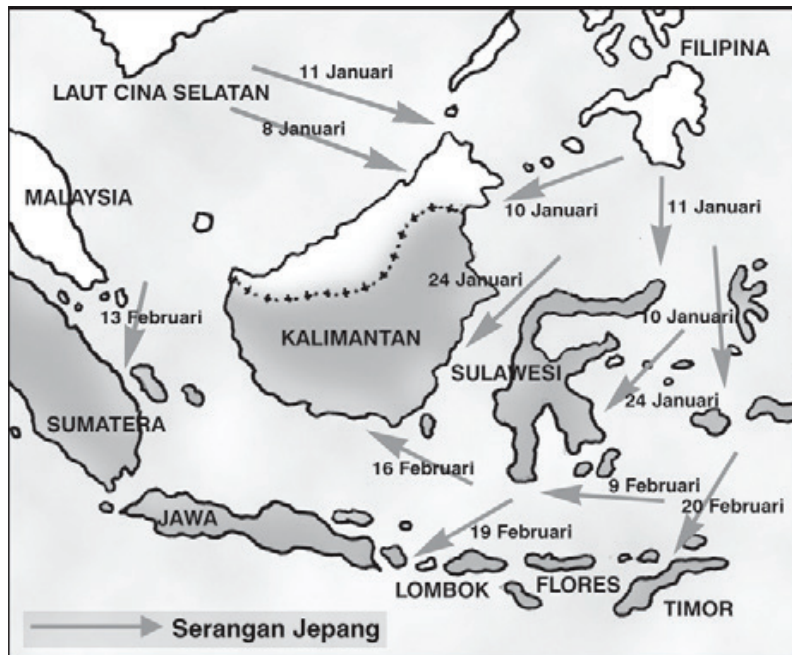 FILIPINA
11 Januari
LAUT CINA SELATAN
8 Januari
MALAYSIA
10 Januari
11 Januari
24 Januari
13 Februari
10 Januari
KALIMANTAN
SULAWESI
24 Januari
SUMATERA
16 Februari
9 Februari
20 Februari
JAWA
19 Februari
LOMBOK
FLORES
TIMOR
Serangan Jepang